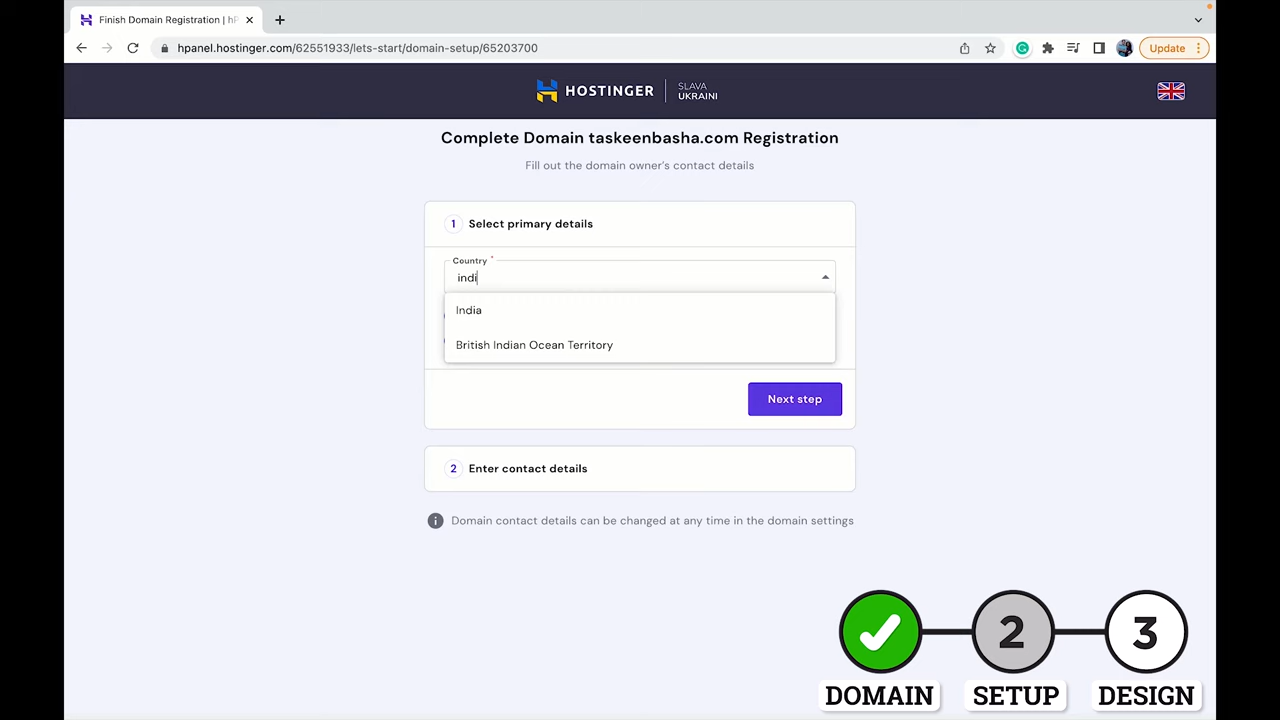 Finish Domain Registration | hP
hpanel.hostinger.com/62551933/lets-start/domain-setup/65203700
Update
HOSTINGER
SLAVA
UKRAINI
Complete Domain taskeenbasha.com Registration
Fill out the domain owner's contact details
1 Select primary details
Country *
indi
India
British Indian Ocean Territory
Next step
2 Enter contact details
Domain contact details can be changed at any time in the domain settings
2 3
DOMAIN SETUP DESIGN